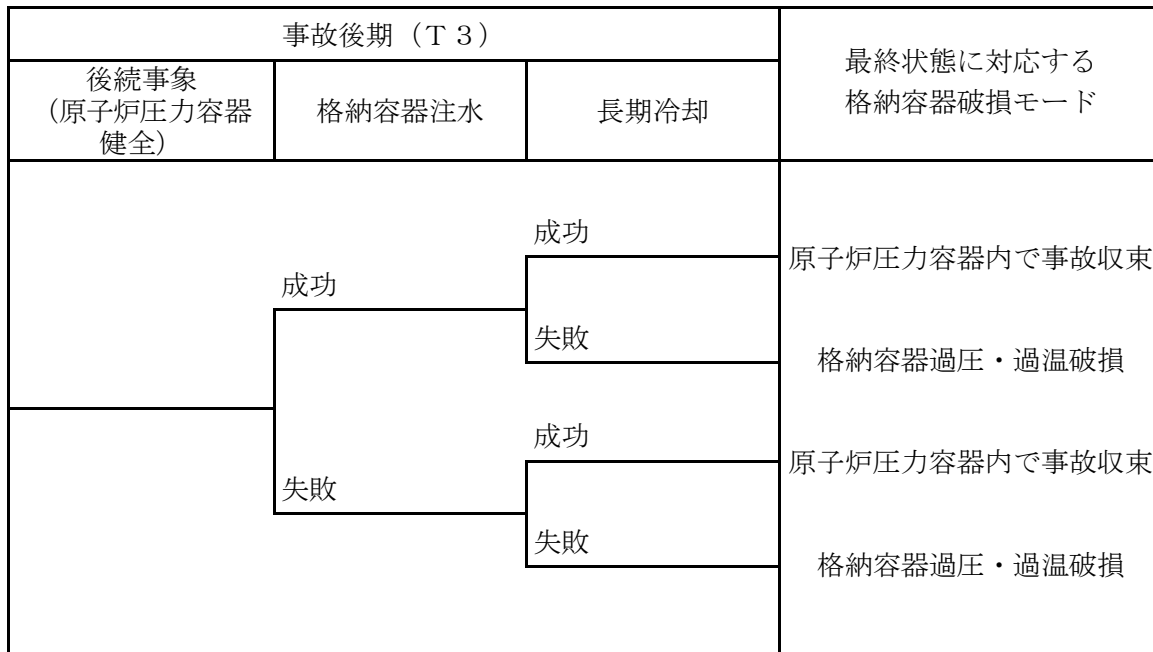 事故後期（Ｔ３）
最終状態に対応する
格納容器破損モード
後続事象
（原子炉圧力容器
健全）
格納容器注水
長期冷却
成功
原子炉圧力容器内で事故収束
成功
失敗
格納容器過圧・過温破損
成功
原子炉圧力容器内で事故収束
失敗
失敗
格納容器過圧・過温破損